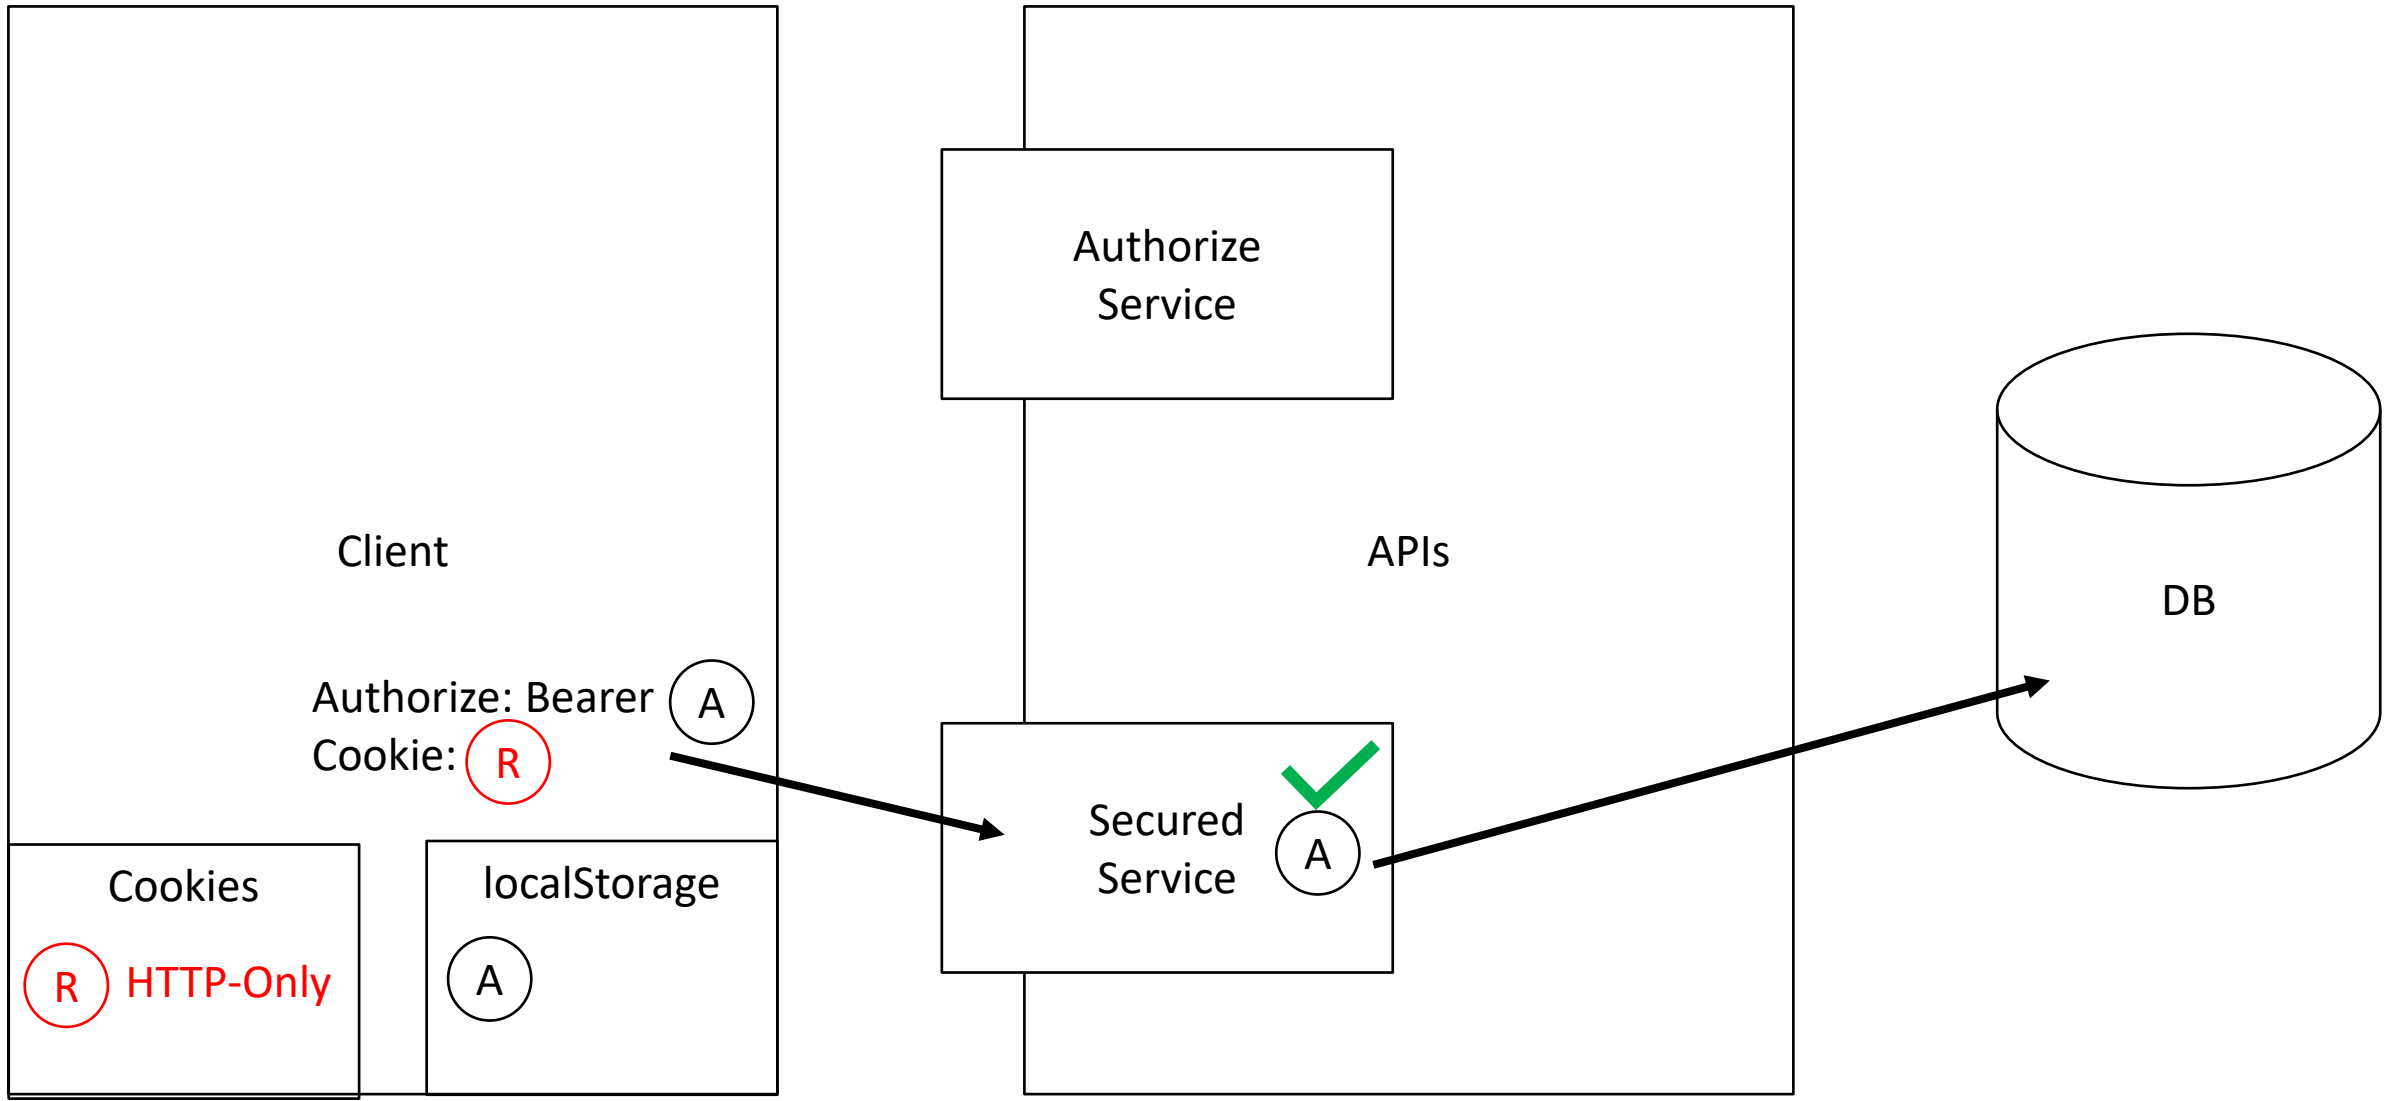 Authorize
Service
Client
APIs
DB
Authorize: Bearer A
Cookie: R
Secured
Service
A
Cookies
R HTTP-Only
localStorage
A